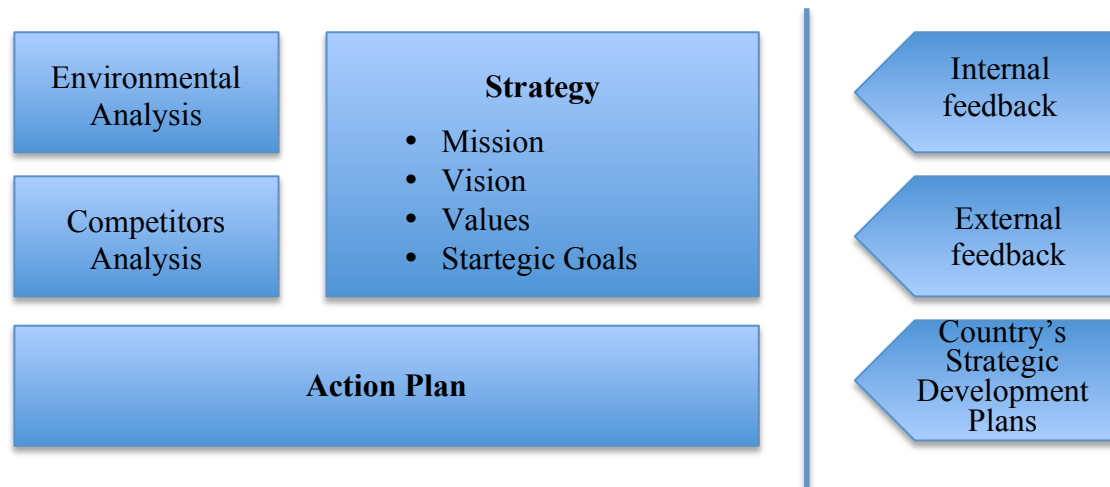 Environmental
Analysis
Competitors
Analysis
Strategy
• Mission
• Vision
• Values
• Startegic Goals
Action Plan
Internal
feedback
External
feedback
Country’s
Strategic
Development
Plans